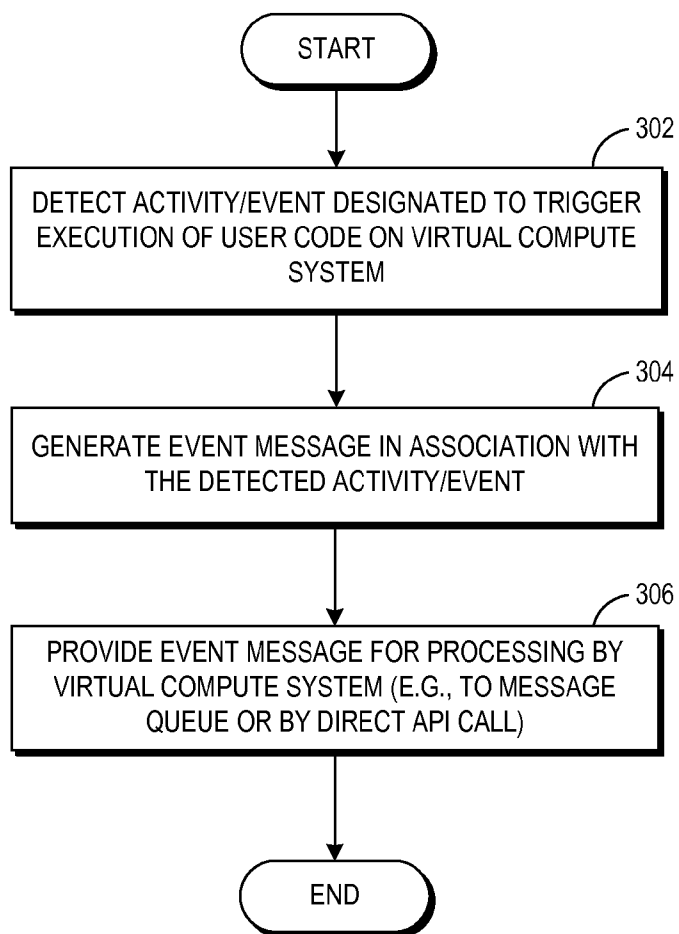 START
302
DETECT ACTIVITY/EVENT DESIGNATED TO TRIGGER
EXECUTION OF USER CODE ON VIRTUAL COMPUTE
SYSTEM
304
GENERATE EVENT MESSAGE IN ASSOCIATION WITH
THE DETECTED ACTIVITY/EVENT
306
PROVIDE EVENT MESSAGE FOR PROCESSING BY
VIRTUAL COMPUTE SYSTEM (E.G., TO MESSAGE
QUEUE OR BY DIRECT API CALL)
END